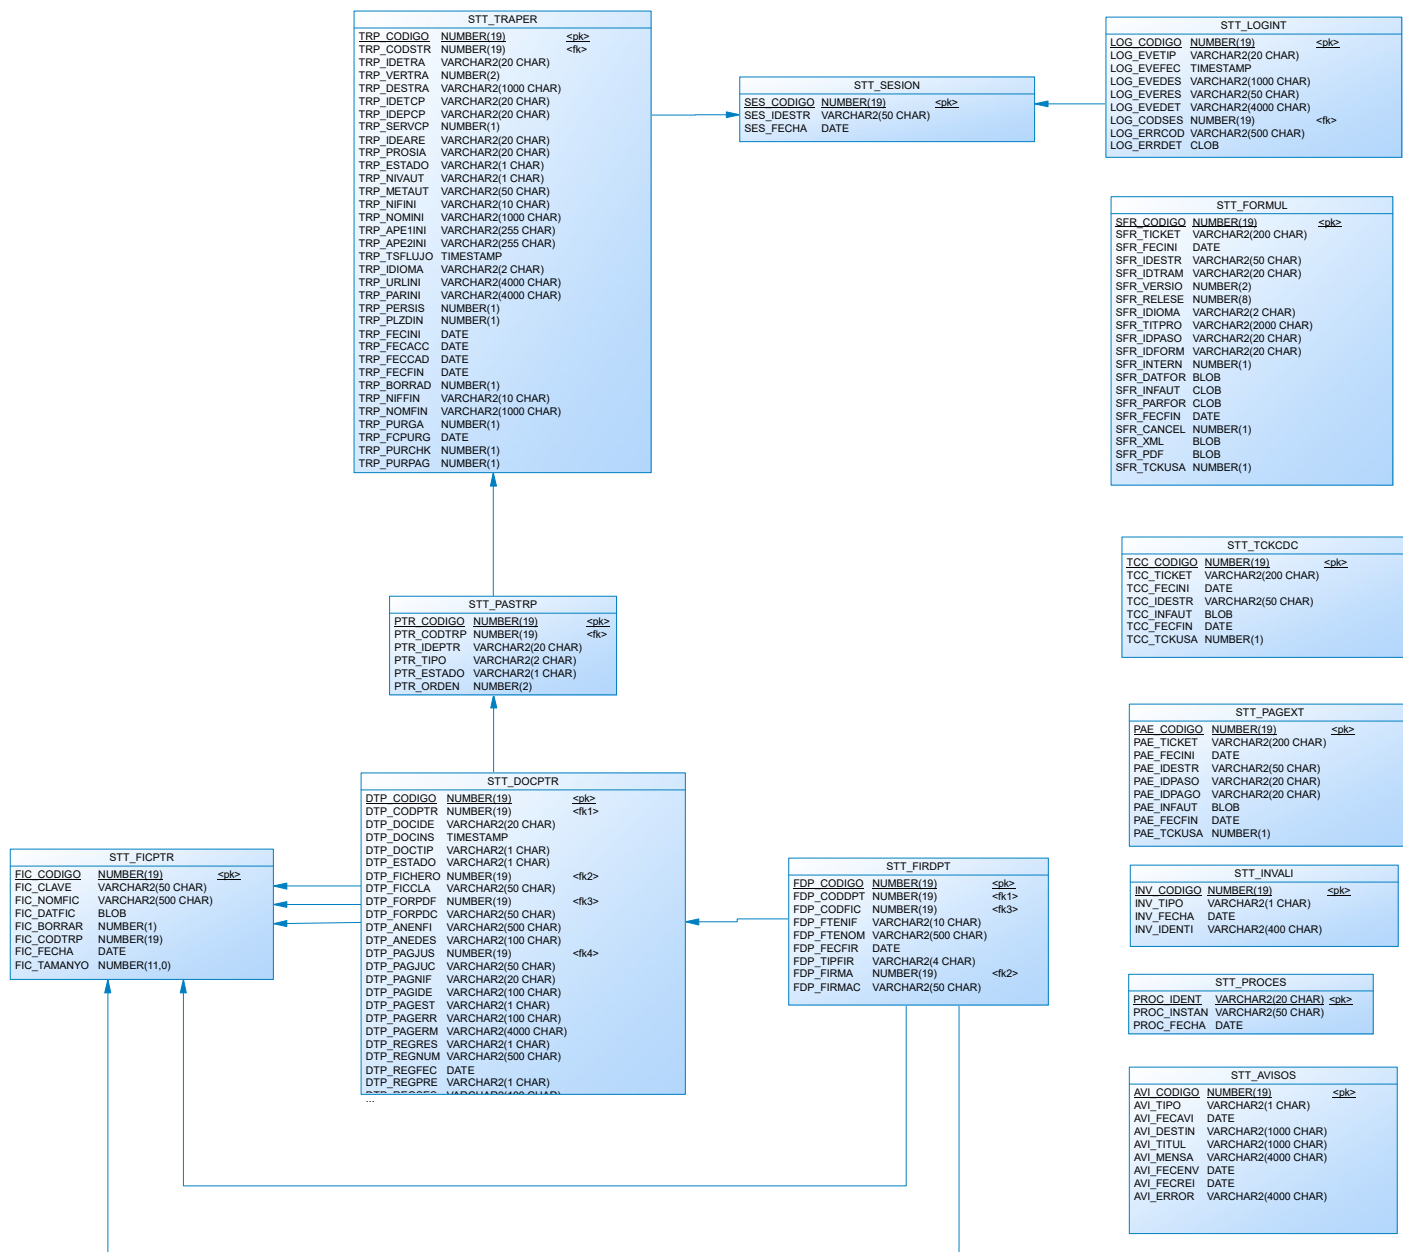 STT_TRAPER
TRP_CODIGO NUMBER(19) <pk>
TRP_CODSTR NUMBER(19) <fk>
TRP_IDETRA VARCHAR2(20 CHAR)
TRP_VERTRA NUMBER(2)
TRP_DESTRA VARCHAR2(1000 CHAR)
TRP_IDETCP VARCHAR2(20 CHAR)
TRP_IDEPCP VARCHAR2(20 CHAR)
TRP_SERVCP NUMBER(1)
TRP_IDEARE VARCHAR2(20 CHAR)
TRP_PROSIA VARCHAR2(20 CHAR)
TRP_ESTADO VARCHAR2(1 CHAR)
TRP_NIVAUT VARCHAR2(1 CHAR)
TRP_METAUT VARCHAR2(50 CHAR)
TRP_NIFINI VARCHAR2(10 CHAR)
TRP_NOMINI VARCHAR2(1000 CHAR)
TRP_APE1INI VARCHAR2(255 CHAR)
TRP_APE2INI VARCHAR2(255 CHAR)
TRP_TSFLUJO TIMESTAMP
TRP_IDIOMA VARCHAR2(2 CHAR)
TRP_URLINI VARCHAR2(4000 CHAR)
TRP_PARINI VARCHAR2(4000 CHAR)
TRP_PERSIS NUMBER(1)
TRP_PLZDIN NUMBER(1)
TRP_FECINI DATE
TRP_FECACC DATE
TRP_FECCAD DATE
TRP_FECFIN DATE
TRP_BORRAD NUMBER(1)
TRP_NIFFIN VARCHAR2(10 CHAR)
TRP_NOMFIN VARCHAR2(1000 CHAR)
TRP_PURGA NUMBER(1)
TRP_FCPURG DATE
TRP_PURCHK NUMBER(1)
TRP_PURPAG NUMBER(1)
STT_SESION
SES_CODIGO NUMBER(19) <pk>
SES_IDESTR VARCHAR2(50 CHAR)
SES_FECHA DATE
STT_LOGINT
LOG_CODIGO NUMBER(19) <pk>
LOG_EVETIP VARCHAR2(20 CHAR)
LOG_EVEFEC TIMESTAMP
LOG_EVEDES VARCHAR2(1000 CHAR)
LOG_EVERES VARCHAR2(50 CHAR)
LOG_EVEDET VARCHAR2(4000 CHAR)
LOG_CODSES NUMBER(19) <fk>
LOG_ERRCOD VARCHAR2(500 CHAR)
LOG_ERRDET CLOB
STT_FORMUL
SFR_CODIGO NUMBER(19) <pk>
SFR_TICKET VARCHAR2(200 CHAR)
SFR_FECINI DATE
SFR_IDESTR VARCHAR2(50 CHAR)
SFR_IDTRAM VARCHAR2(20 CHAR)
SFR_VERSIO NUMBER(2)
SFR_RELESE NUMBER(8)
SFR_IDIOMA VARCHAR2(2 CHAR)
SFR_TITPRO VARCHAR2(2000 CHAR)
SFR_IDPASO VARCHAR2(20 CHAR)
SFR_IDFORM VARCHAR2(20 CHAR)
SFR_INTERN NUMBER(1)
SFR_DATFOR BLOB
SFR_INFAUT CLOB
SFR_PARFOR CLOB
SFR_FECFIN DATE
SFR_CANCEL NUMBER(1)
SFR_XML BLOB
SFR_PDF BLOB
SFR_TCKUSA NUMBER(1)
STT_TCKCDC
TCC_CODIGO NUMBER(19) <pk>
TCC_TICKET VARCHAR2(200 CHAR)
TCC_FECINI DATE
TCC_IDESTR VARCHAR2(50 CHAR)
TCC_INFAUT BLOB
TCC_FECFIN DATE
TCC_TCKUSA NUMBER(1)
STT_PASTRP
PTR_CODIGO NUMBER(19) <pk>
PTR_CODTRP NUMBER(19) <fk>
PTR_IDEPTR VARCHAR2(20 CHAR)
PTR_TIPO VARCHAR2(2 CHAR)
PTR_ESTADO VARCHAR2(1 CHAR)
PTR_ORDEN NUMBER(2)
STT_PAGEXT
PAE_CODIGO NUMBER(19) <pk>
PAE_TICKET VARCHAR2(200 CHAR)
PAE_FECINI DATE
PAE_IDESTR VARCHAR2(50 CHAR)
PAE_IDPASO VARCHAR2(20 CHAR)
PAE_IDPAGO VARCHAR2(20 CHAR)
PAE_INFAUT BLOB
PAE_FECFIN DATE
PAE_TCKUSA NUMBER(1)
STT_DOCPTR
DTP_CODIGO NUMBER(19) <pk>
DTP_CODPTR NUMBER(19) <fk1>
DTP_DOCIDE VARCHAR2(20 CHAR)
DTP_DOCINS TIMESTAMP
DTP_DOCTIP VARCHAR2(1 CHAR)
DTP_ESTADO VARCHAR2(1 CHAR)
DTP_FICHERO NUMBER(19) <fk2>
DTP_FICCLA VARCHAR2(50 CHAR)
DTP_FORPDF NUMBER(19) <fk3>
DTP_FORPDC VARCHAR2(50 CHAR)
DTP_ANENFI VARCHAR2(500 CHAR)
DTP_ANEDES VARCHAR2(100 CHAR)
DTP_PAGJUS NUMBER(19) <fk4>
DTP_PAGJUC VARCHAR2(50 CHAR)
DTP_PAGNIF VARCHAR2(20 CHAR)
DTP_PAGIDE VARCHAR2(100 CHAR)
DTP_PAGEST VARCHAR2(1 CHAR)
DTP_PAGERR VARCHAR2(100 CHAR)
DTP_PAGERM VARCHAR2(4000 CHAR)
DTP_REGRES VARCHAR2(1 CHAR)
DTP_REGNUM VARCHAR2(500 CHAR)
DTP_REGFEC DATE
DTP_REGPRE VARCHAR2(1 CHAR)
...
STT_FICPTR
FIC_CODIGO NUMBER(19) <pk>
FIC_CLAVE VARCHAR2(50 CHAR)
FIC_NOMFIC VARCHAR2(500 CHAR)
FIC_DATFIC BLOB
FIC_BORRAR NUMBER(1)
FIC_CODTRP NUMBER(19)
FIC_FECHA DATE
FIC_TAMANYO NUMBER(11,0)
STT_FIRDPT
FDP_CODIGO NUMBER(19) <pk>
FDP_CODDPT NUMBER(19) <fk1>
FDP_CODFIC NUMBER(19) <fk3>
FDP_FTENIF VARCHAR2(10 CHAR)
FDP_FTENOM VARCHAR2(500 CHAR)
FDP_FECFIR DATE
FDP_TIPFIR VARCHAR2(4 CHAR)
FDP_FIRMA NUMBER(19) <fk2>
FDP_FIRMAC VARCHAR2(50 CHAR)
STT_INVALI
INV_CODIGO NUMBER(19) <pk>
INV_TIPO VARCHAR2(1 CHAR)
INV_FECHA DATE
INV_IDENTI VARCHAR2(400 CHAR)
STT_PROCES
PROC_IDENT VARCHAR2(20 CHAR) <pk>
PROC_INSTAN VARCHAR2(50 CHAR)
PROC_FECHA DATE
STT_AVISOS
AVI_CODIGO NUMBER(19) <pk>
AVI_TIPO VARCHAR2(1 CHAR)
AVI_FECAVI DATE
AVI_DESTIN VARCHAR2(1000 CHAR)
AVI_TITUL VARCHAR2(1000 CHAR)
AVI_MENSA VARCHAR2(4000 CHAR)
AVI_FECENV DATE
AVI_FECREI DATE
AVI_ERROR VARCHAR2(4000 CHAR)